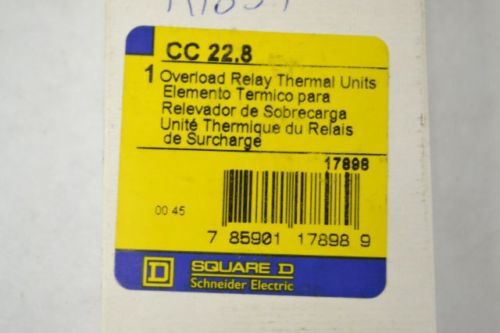 CC 22.8
1 Overload Relay Thermal Units
Elemento Termico para
Relevador de Sobrecarga
Unité Thermique du Relais
de Surcharge
17898
00 45
7 85901 17898 9
D SQUARE D
Schneider Electric